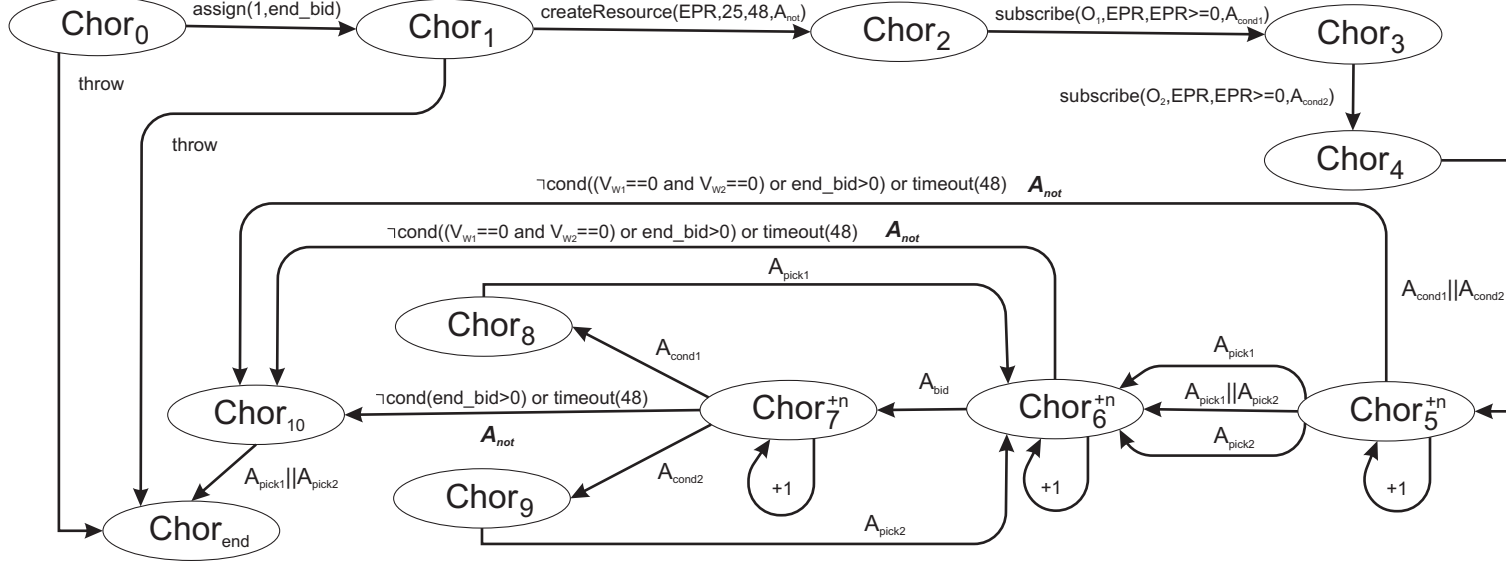 Chor0
assign(1,end_bid)
Chor1
createResource(EPR,25,48,Anot)
Chor2
subscribe(O1,EPR,EPR>=0,Acond1)
Chor3
throw
subscribe(O2,EPR,EPR>=0,Acond2)
throw
Chor4
¬cond((VW1==0 and VW2==0) or end_bid>0) or timeout(48) Anot
¬cond((VW1==0 and VW2==0) or end_bid>0) or timeout(48) Anot
Apick1
Acond1||Acond2
Chor8
Acond1
Apick1
Abid
¬cond(end_bid>0) or timeout(48)
Apick1||Apick2
Chor10
Chor7+n
Chor6+n
Chor5+n
Anot
Apick2
Acond2
Apick1||Apick2
+1
+1
+1
Chor9
Apick2
Chorend